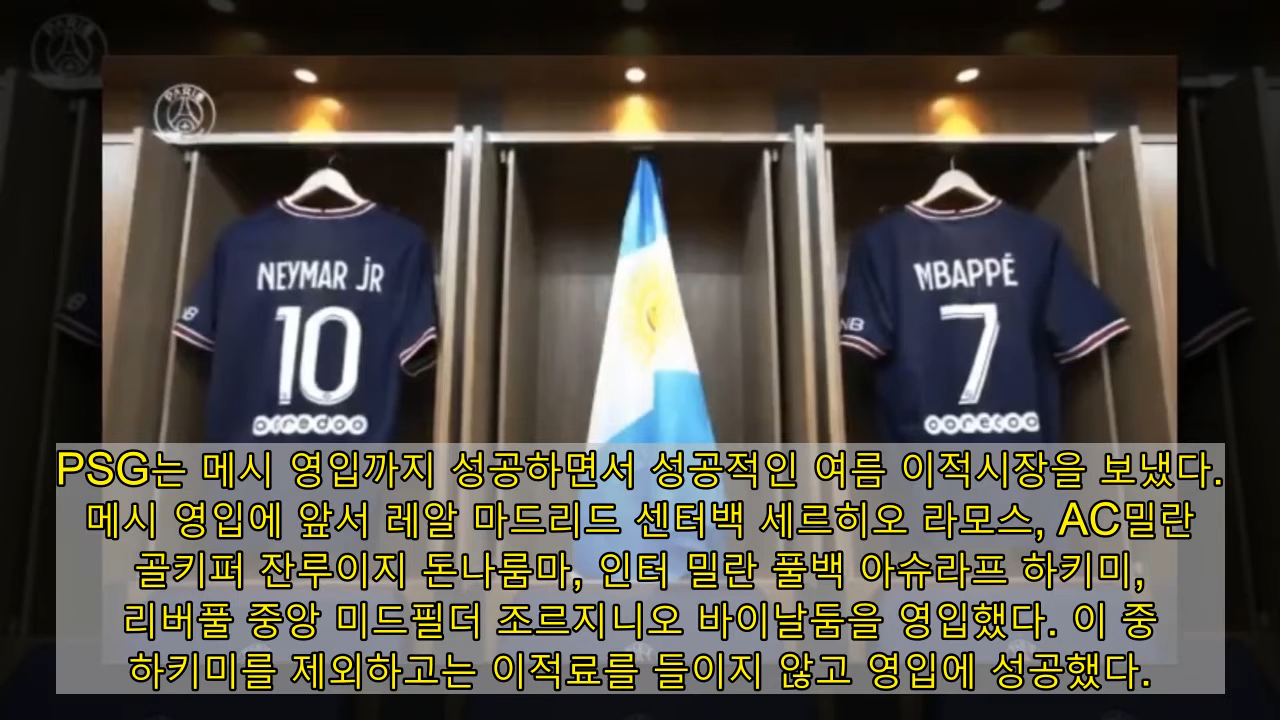 PARIS
NEYMAR JR
10
ooredoo
MBAPPÉ
7
ooredoo
PSG는 메시 영입까지 성공하면서 성공적인 여름 이적시장을 보냈다.
메시 영입에 앞서 레알 마드리드 센터백 세르히오 라모스, AC밀란
골키퍼 잔루이지 돈나룸마, 인터 밀란 풀백 아슈라프 하키미,
리버풀 중앙 미드필더 조르지니오 바이날둠을 영입했다. 이 중
하키미를 제외하고는 이적료를 들이지 않고 영입에 성공했다.